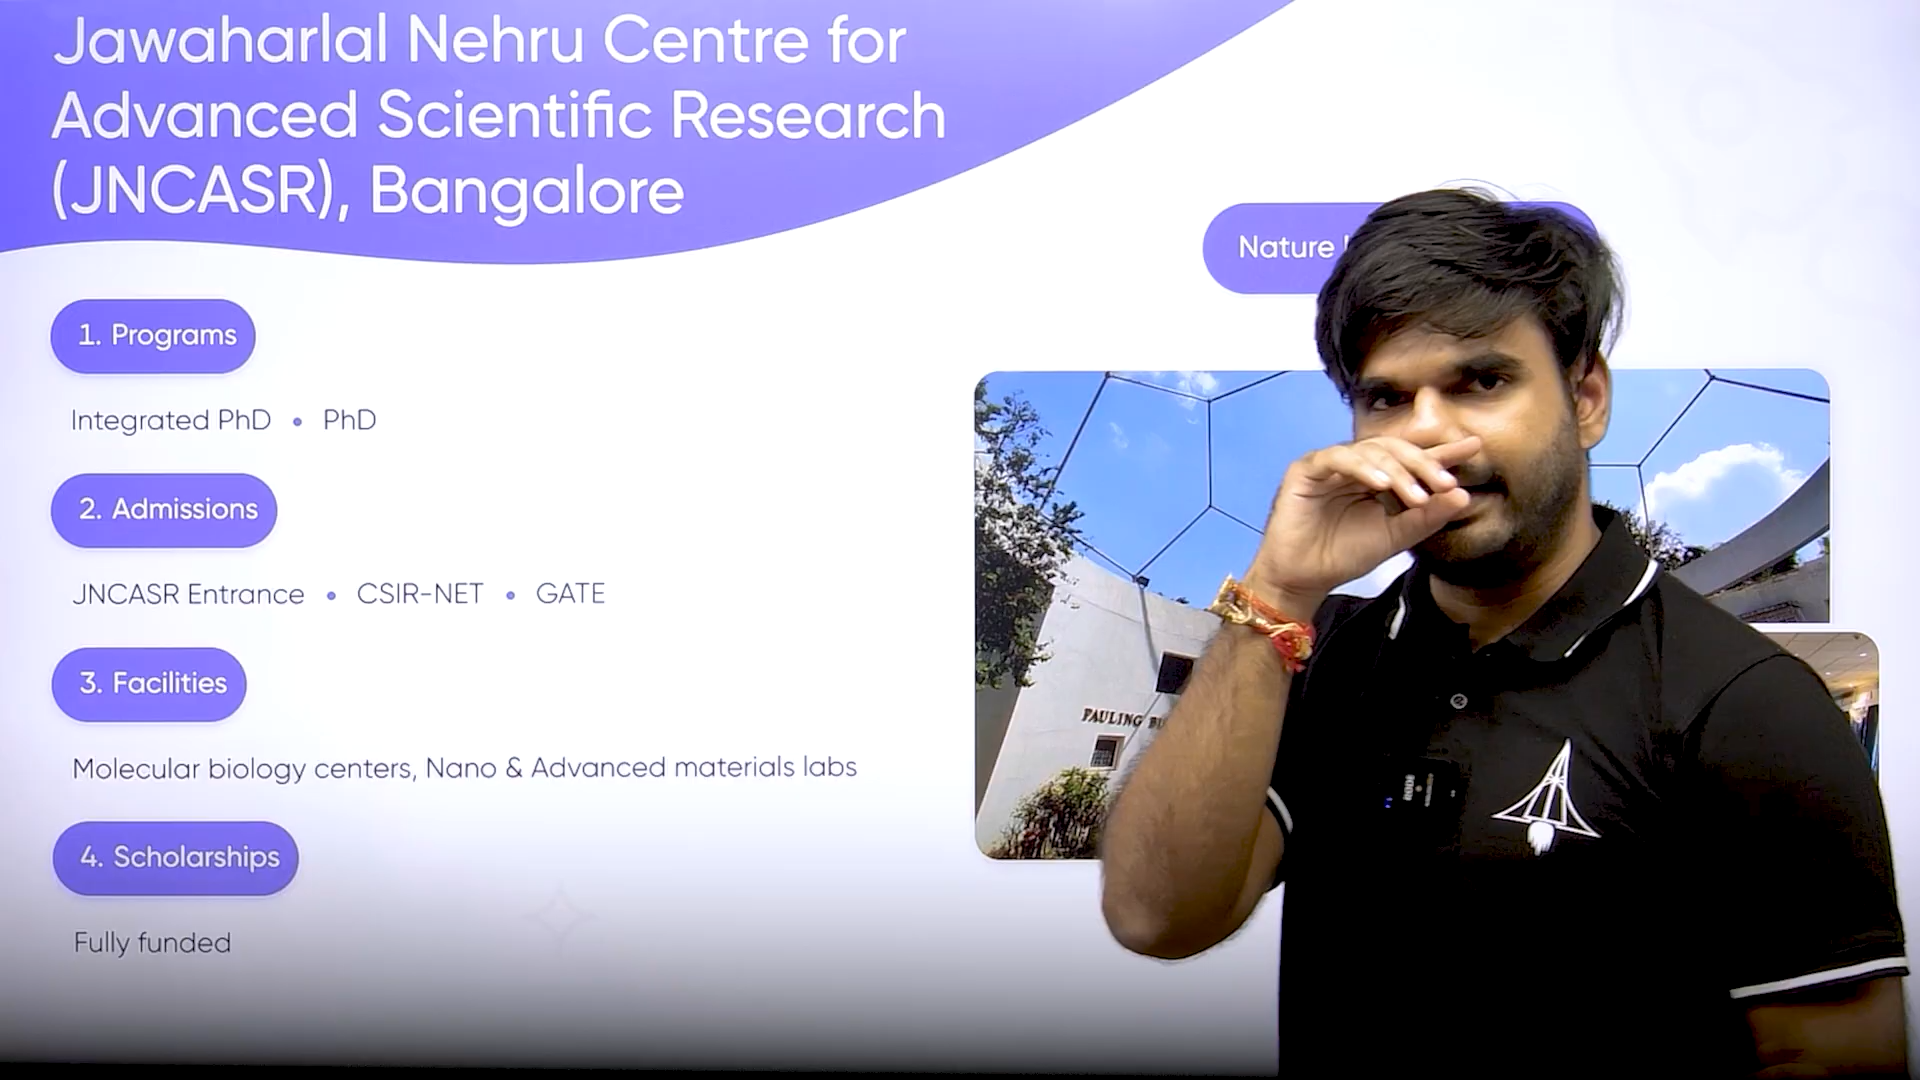 Jawaharlal Nehru Centre for
Advanced Scientific Research
(JNCASR), Bangalore
Nature
1. Programs
Integrated PhD • PhD
2. Admissions
JNCASR Entrance • CSIR-NET • GATE
3. Facilities
Molecular biology centers, Nano & Advanced materials labs
PAULING
4. Scholarships
Fully funded
RODE